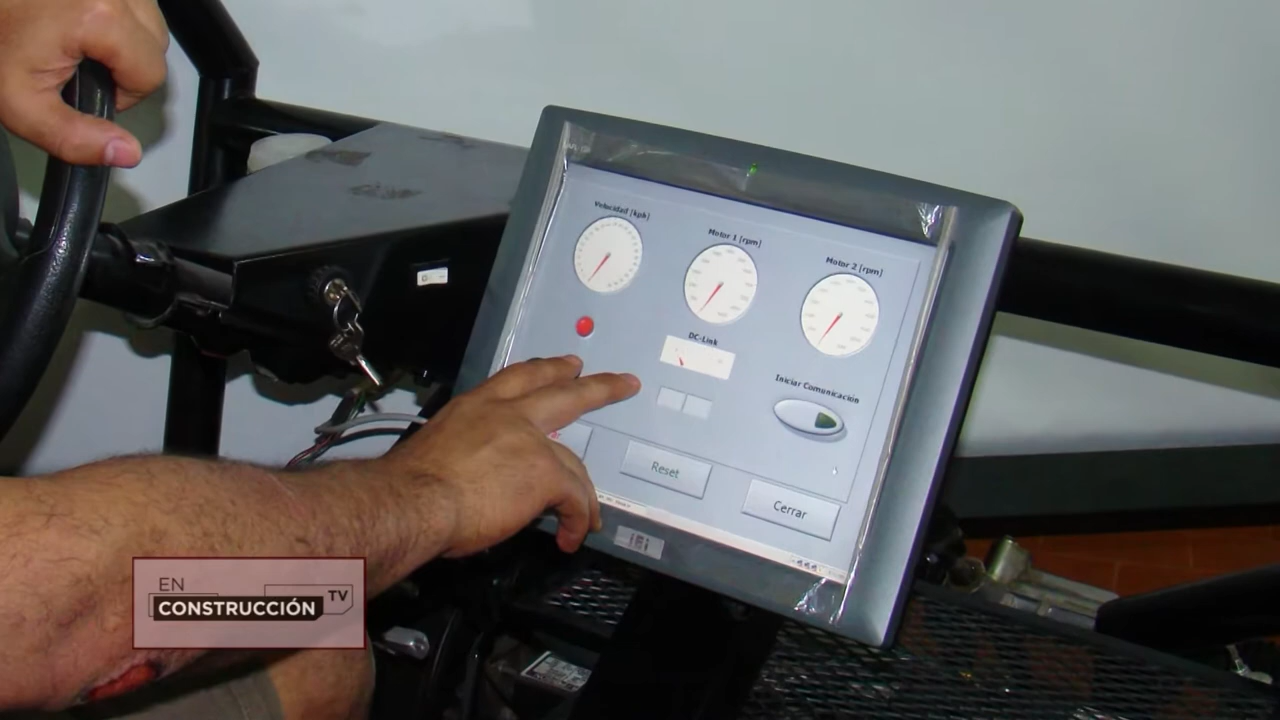 Velocidad [kph]
Motor 1 [rpm]
Motor 2 [rpm]
DC-Link
Iniciar Comunicación
Reset
Cerrar
iEi
EN
CONSTRUCCIÓN TV